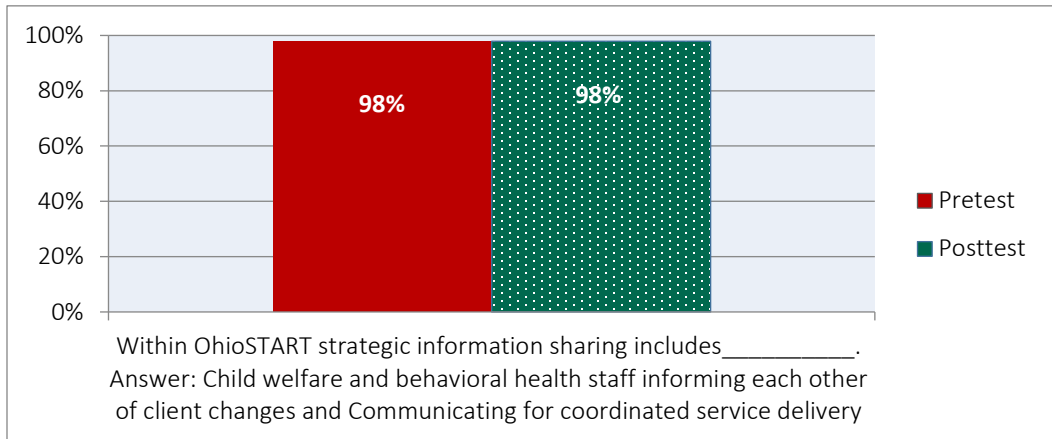 100%
80%
60%
40%
20%
0%
98%
98%
Pretest
Posttest
Within OhioSTART strategic information sharing includes__________.
Answer: Child welfare and behavioral health staff informing each other
of client changes and Communicating for coordinated service delivery